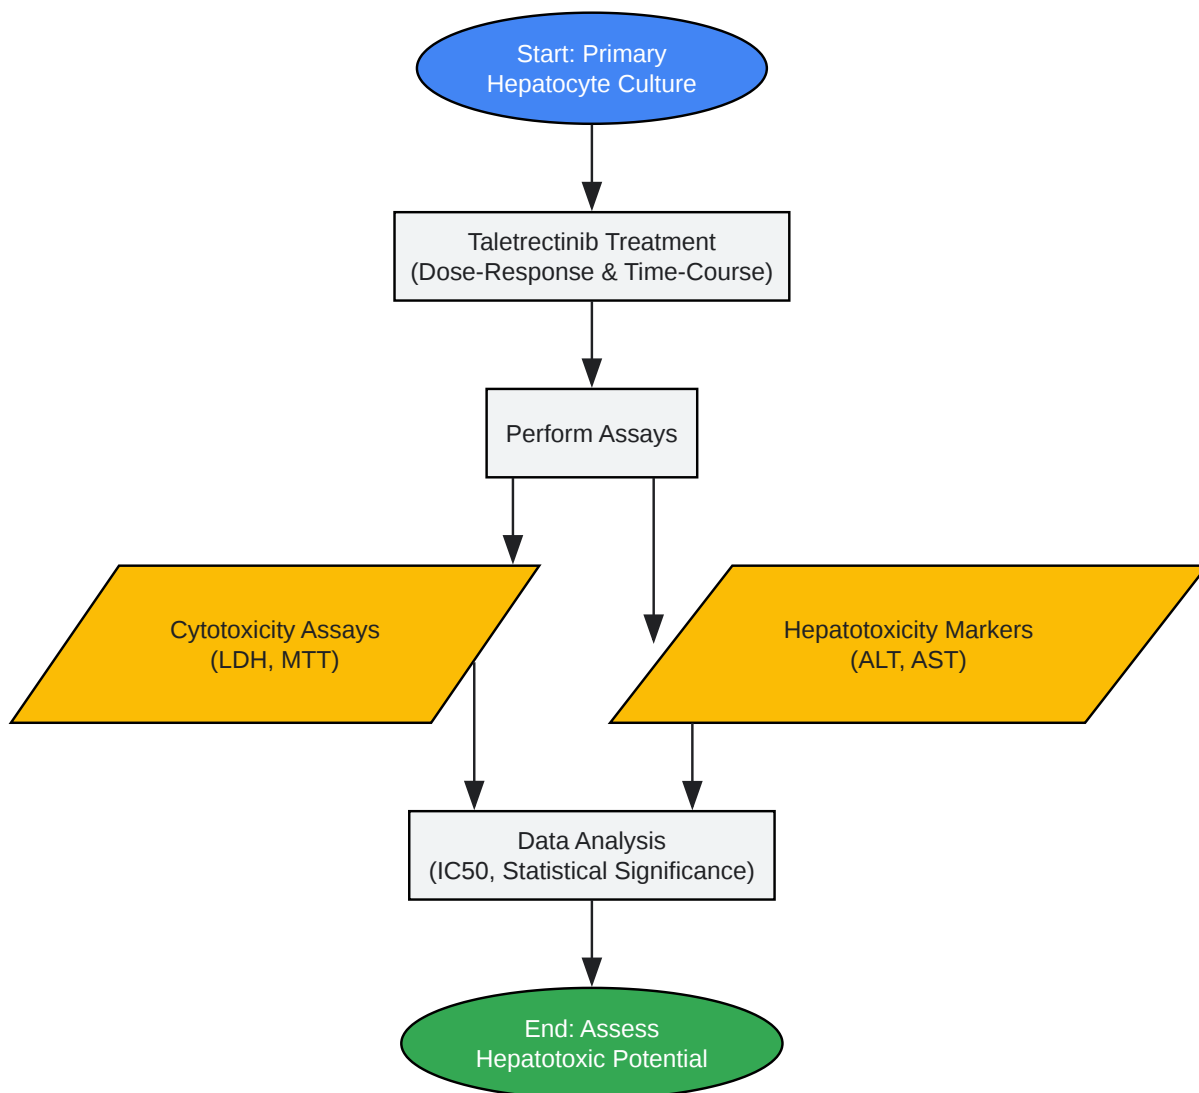 Start: Primary
Hepatocyte Culture
Taletrectinib Treatment
(Dose-Response & Time-Course)
Perform Assays
Cytotoxicity Assays
(LDH, MTT)
Hepatotoxicity Markers
(ALT, AST)
Data Analysis
(IC50, Statistical Significance)
End: Assess
Hepatotoxic Potential